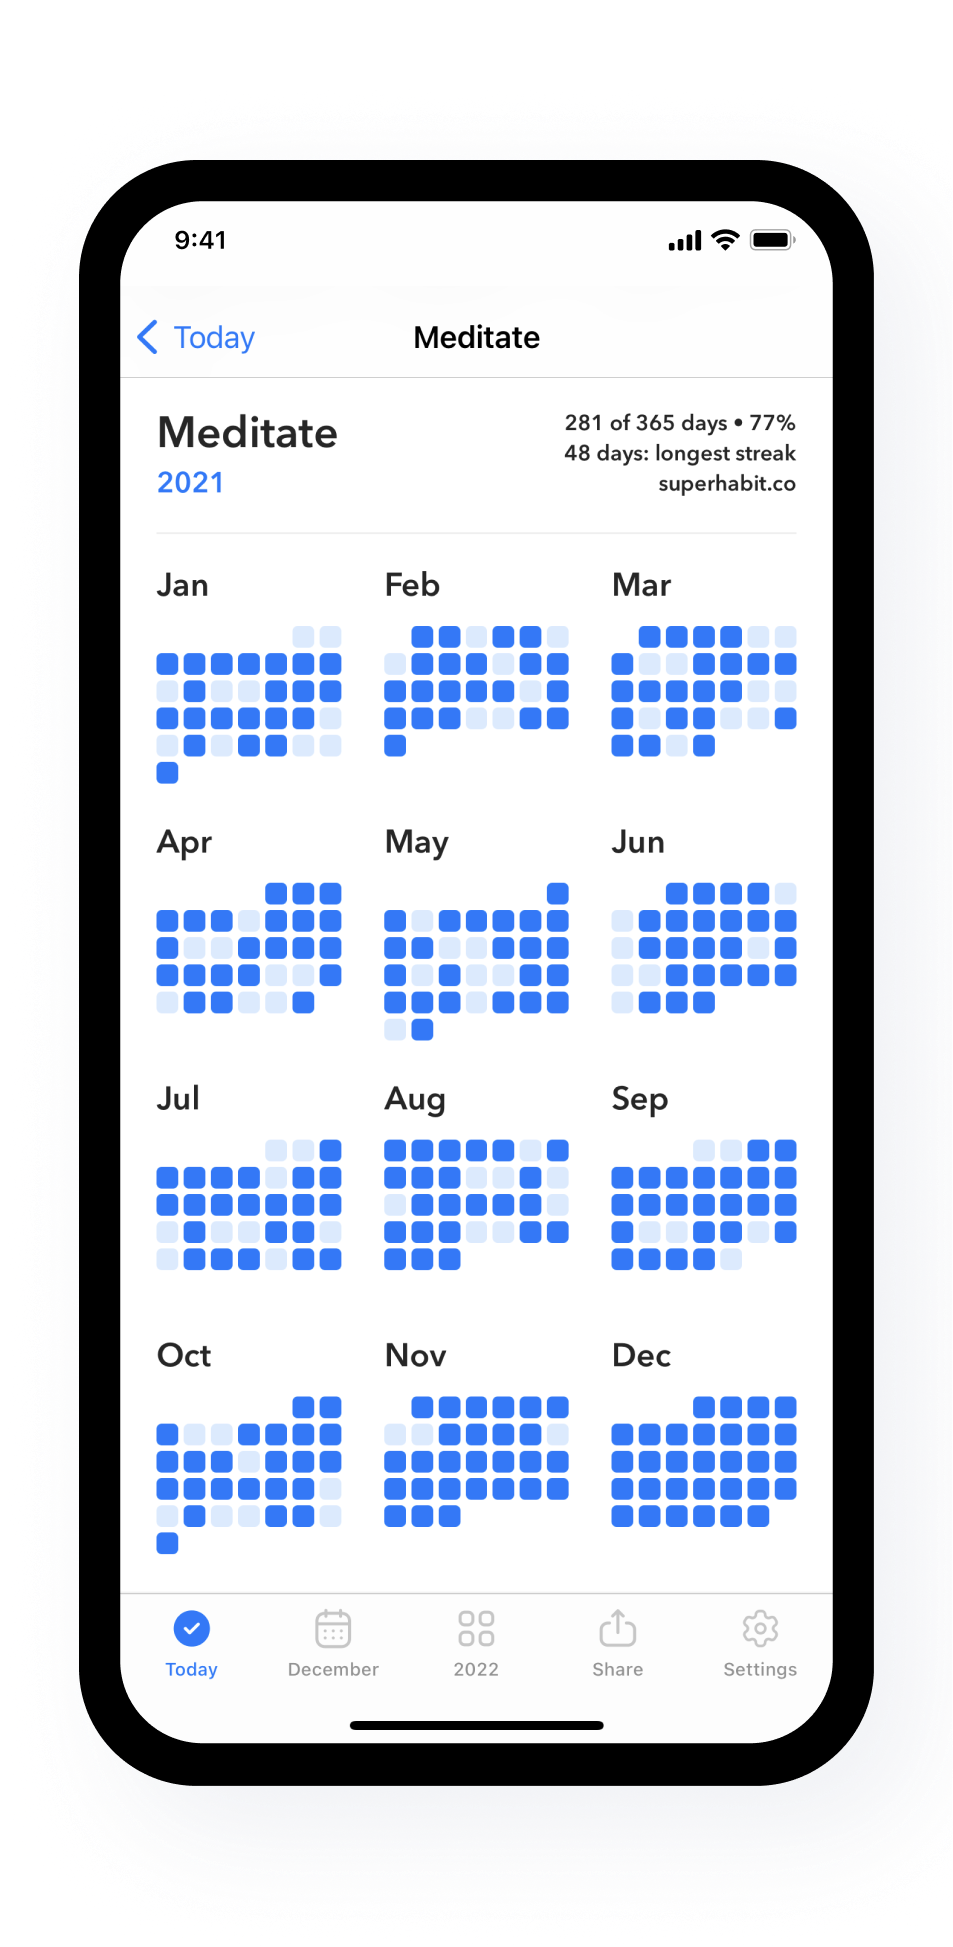 9:41
Today
Meditate
Meditate
2021
281 of 365 days • 77%
48 days: longest streak
superhabit.co
Jan
Feb
Mar
Apr
May
Jun
Jul
Aug
Sep
Oct
Nov
Dec
Today
December
2022
Share
Settings